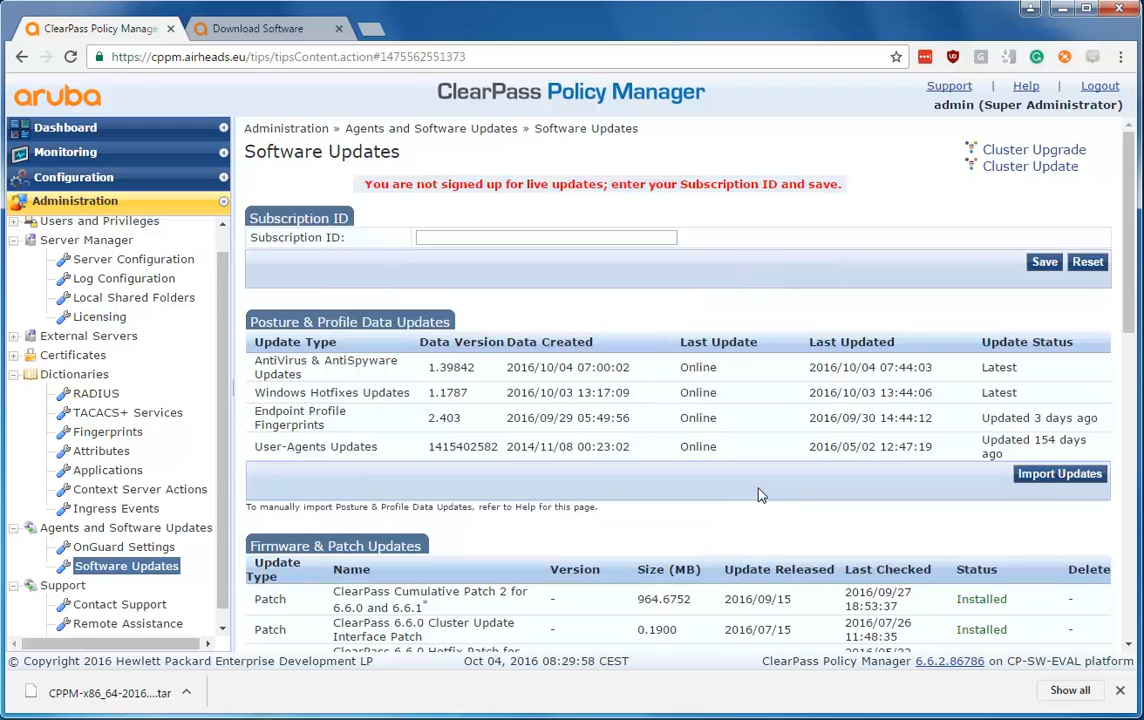 ClearPass Policy Manage
Download Software
https://cppm.airheads.eu/tips/tipsContent.action#1475562551373
aruba
ClearPass Policy Manager
Support | Help | Logout
admin (Super Administrator)
Dashboard
Monitoring
Configuration
Administration
Users and Privileges
Server Manager
Server Configuration
Log Configuration
Local Shared Folders
Licensing
External Servers
Certificates
Dictionaries
RADIUS
TACACS+ Services
Fingerprints
Attributes
Applications
Context Server Actions
Ingress Events
Agents and Software Updates
OnGuard Settings
Software Updates
Support
Contact Support
Remote Assistance
Administration » Agents and Software Updates » Software Updates
Software Updates
Cluster Upgrade
Cluster Update
You are not signed up for live updates; enter your Subscription ID and save.
Subscription ID
Subscription ID:
Save Reset
Posture & Profile Data Updates
Update Type Data Version Data Created Last Update Last Updated Update Status
AntiVirus & AntiSpyware
Updates 1.39842 2016/10/04 07:00:02 Online 2016/10/04 07:44:03 Latest
Windows Hotfixes Updates 1.1787 2016/10/03 13:17:09 Online 2016/10/03 13:44:06 Latest
Endpoint Profile
Fingerprints 2.403 2016/09/29 05:49:56 Online 2016/09/30 14:44:12 Updated 3 days ago
User-Agents Updates 1415402582 2014/11/08 00:23:02 Online 2016/05/02 12:47:19 Updated 154 days
ago
Import Updates
To manually import Posture & Profile Data Updates, refer to Help for this page.
Firmware & Patch Updates
Update
Type Name Version Size (MB) Update Released Last Checked Status Delete
Patch ClearPass Cumulative Patch 2 for
6.6.0 and 6.6.1* - 964.6752 2016/09/15 2016/09/27
18:53:37 Installed -
Patch ClearPass 6.6.0 Cluster Update
Interface Patch - 0.1900 2016/07/15 2016/07/26
11:48:35 Installed -
ClearPass 6.6.0 Hotfix Patch for 2016/05/23
© Copyright 2016 Hewlett Packard Enterprise Development LP Oct 04, 2016 08:29:58 CEST ClearPass Policy Manager 6.6.2.86786 on CP-SW-EVAL platform
CPPM-x86_64-2016....tar
Show all